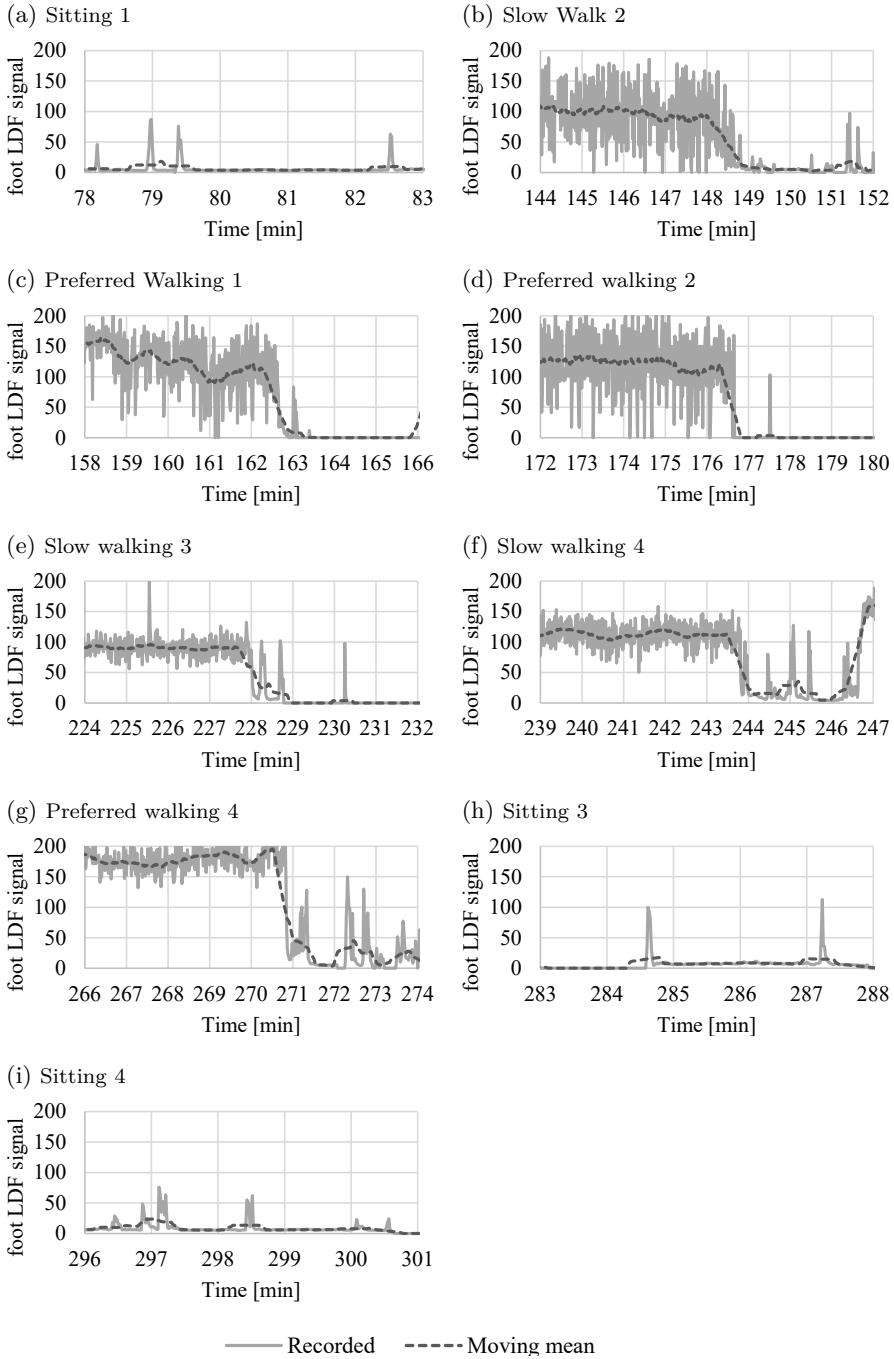 (a) Sitting 1
foot LDF signal
200
150
100
50
0
78 79 80 81 82 83
Time [min]
(b) Slow Walk 2
foot LDF signal
200
150
100
50
0
144 145 146 147 148 149 150 151 152
Time [min]
(c) Preferred Walking 1
foot LDF signal
200
150
100
50
0
158 159 160 161 162 163 164 165 166
Time [min]
(d) Preferred walking 2
foot LDF signal
200
150
100
50
0
172 173 174 175 176 177 178 179 180
Time [min]
(e) Slow walking 3
foot LDF signal
200
150
100
50
0
224 225 226 227 228 229 230 231 232
Time [min]
(f) Slow walking 4
foot LDF signal
200
150
100
50
0
239 240 241 242 243 244 245 246 247
Time [min]
(g) Preferred walking 4
foot LDF signal
200
150
100
50
0
266 267 268 269 270 271 272 273 274
Time [min]
(h) Sitting 3
foot LDF signal
200
150
100
50
0
283 284 285 286 287 288
Time [min]
(i) Sitting 4
foot LDF signal
200
150
100
50
0
296 297 298 299 300 301
Time [min]
Recorded Moving mean